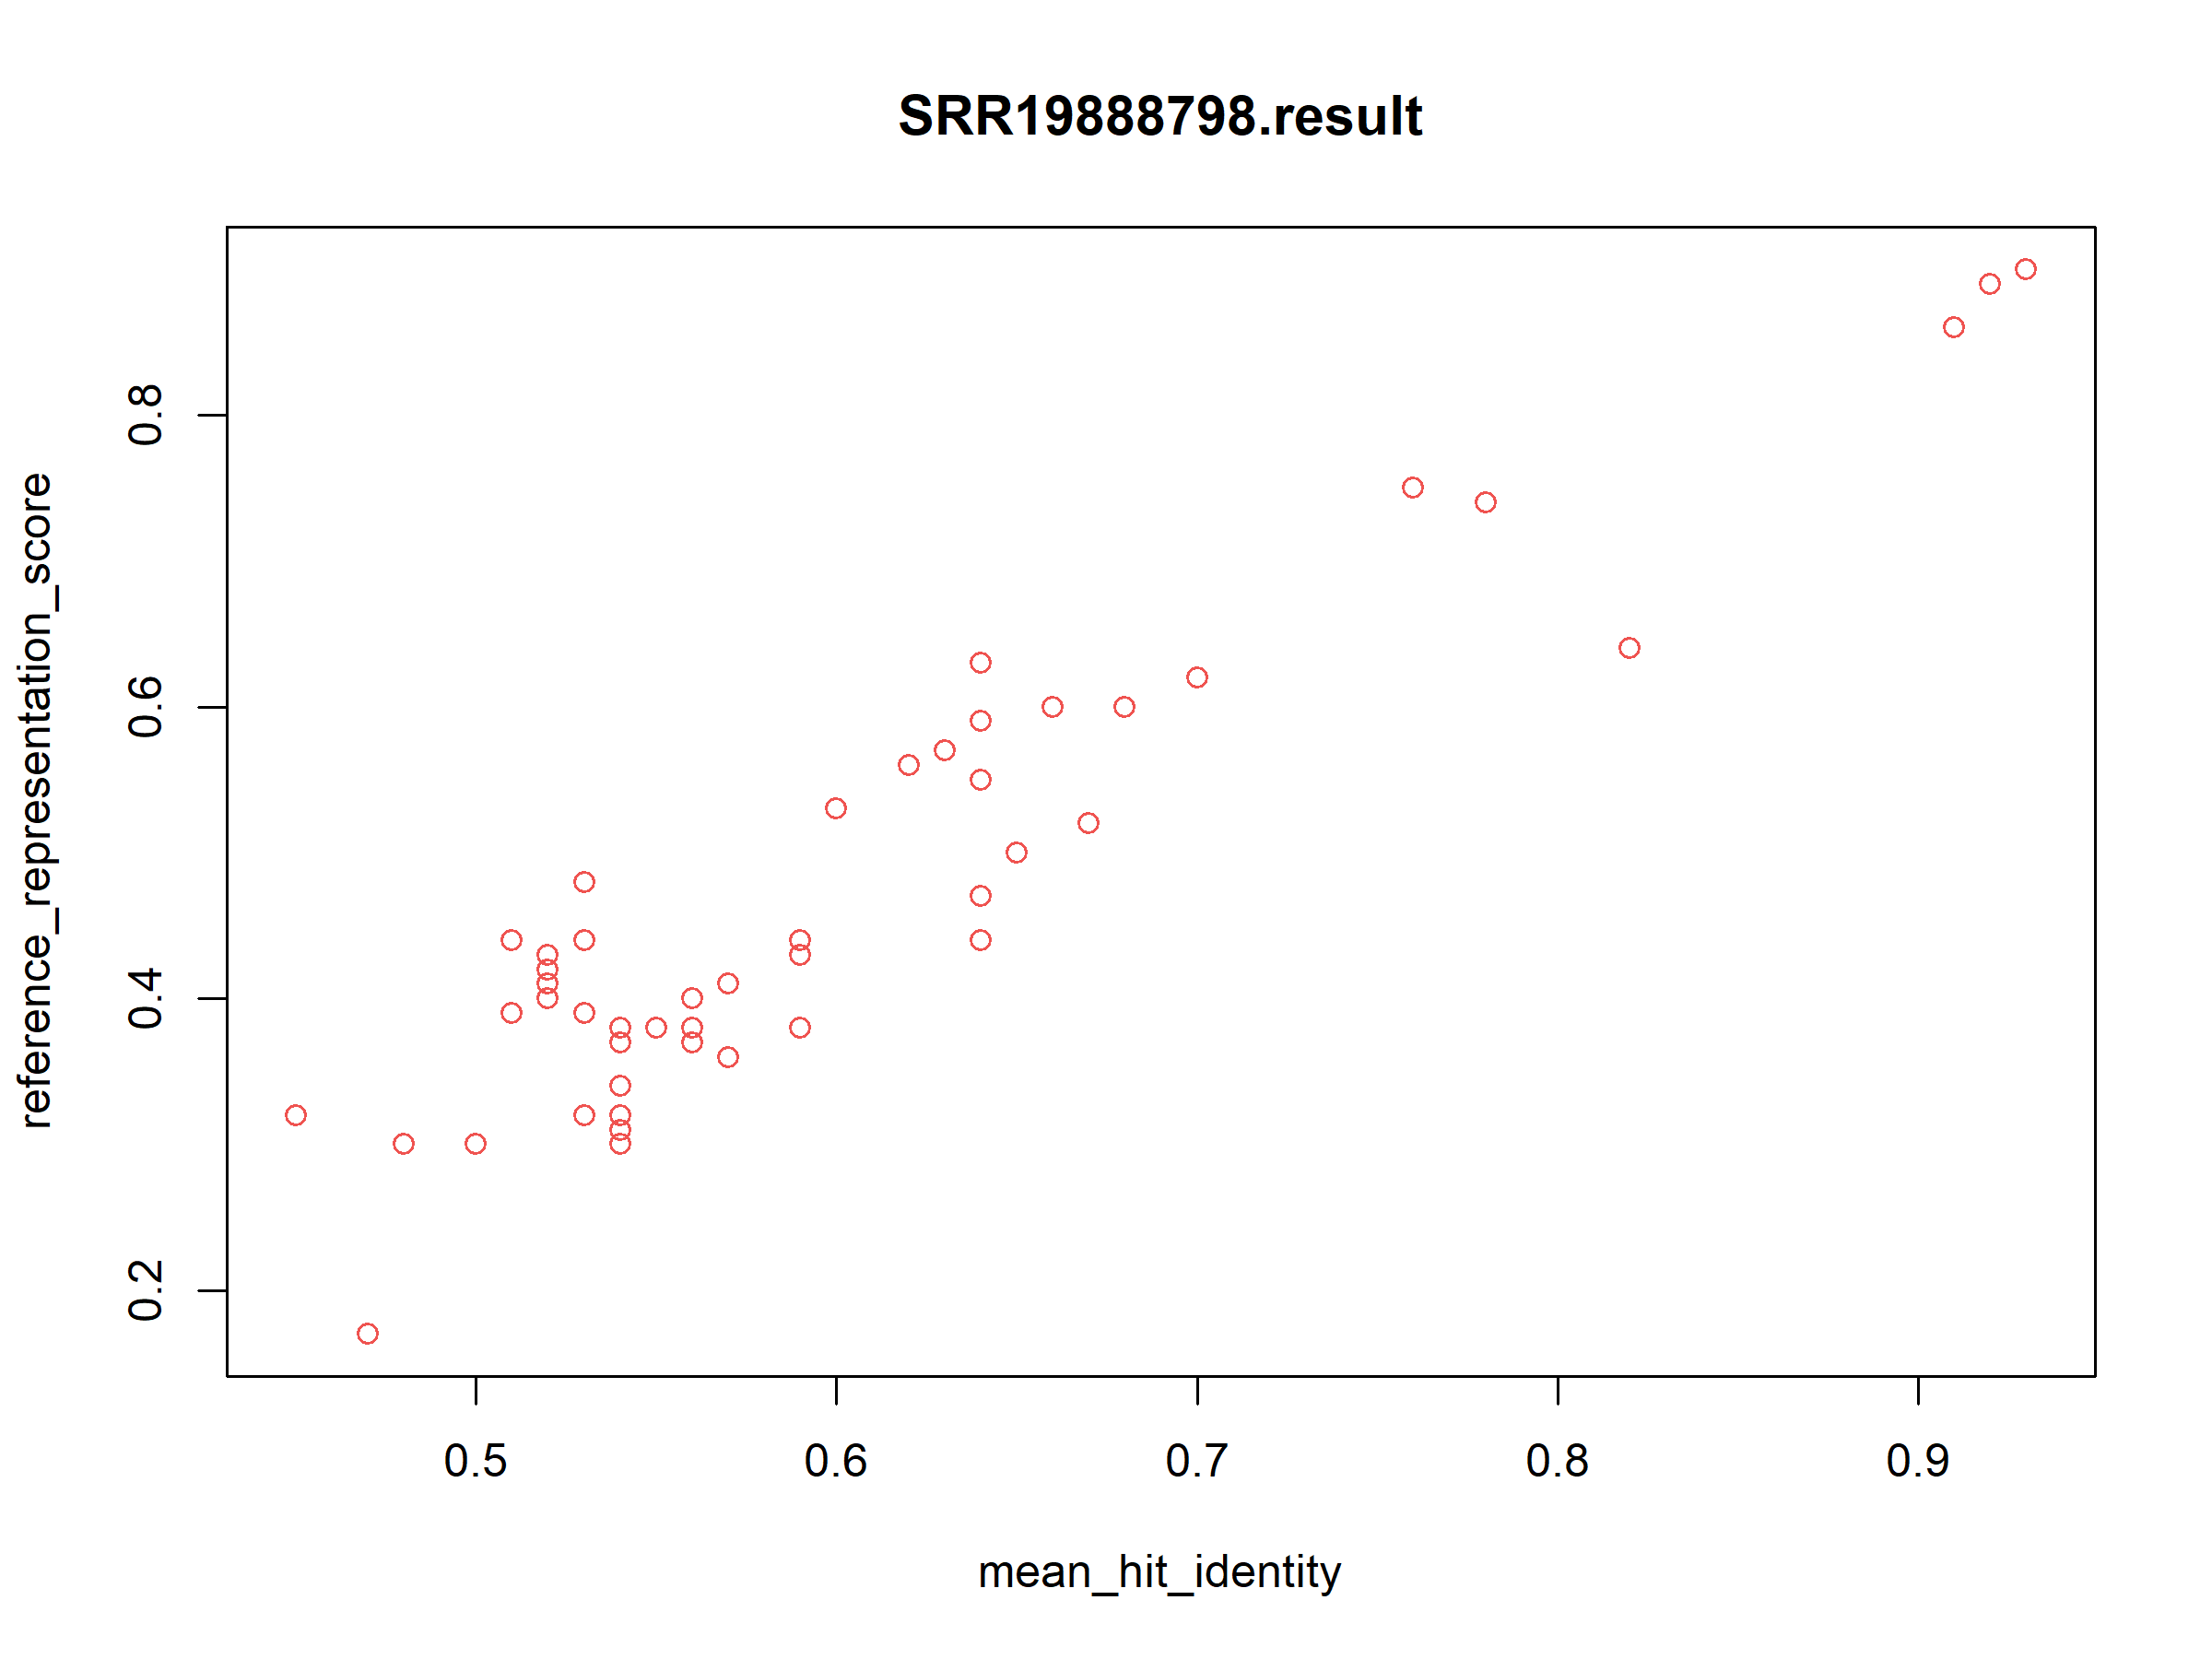 SRR19888798.result
reference_representation_score
0.8
0.6
0.4
0.2
0.5 0.6 0.7 0.8 0.9
mean_hit_identity